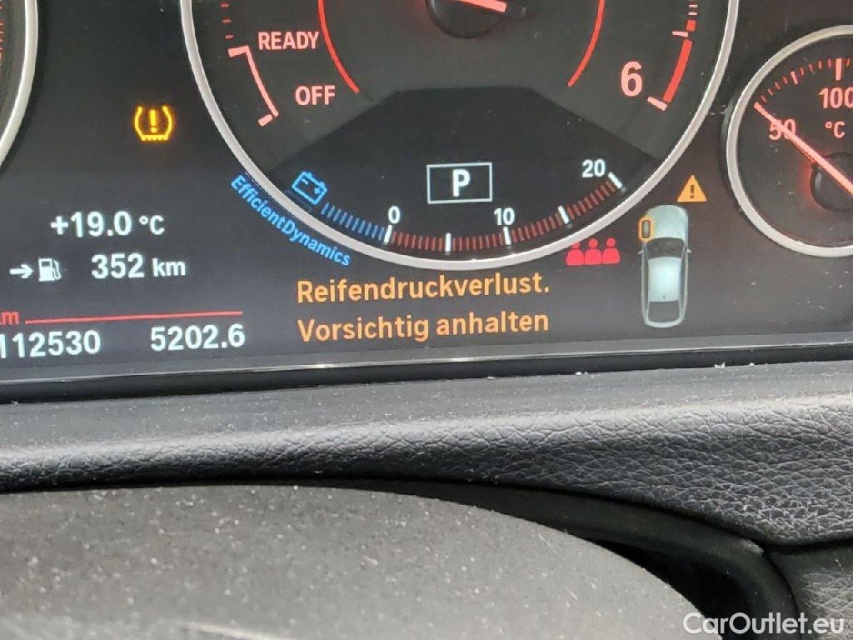 READY
OFF
6
100
50
°C
P
20
0
10
EfficientDynamics
+19.0 °C
352 km
Reifendruckverlust.
Vorsichtig anhalten
km
112530
5202.6
CarOutlet.eu